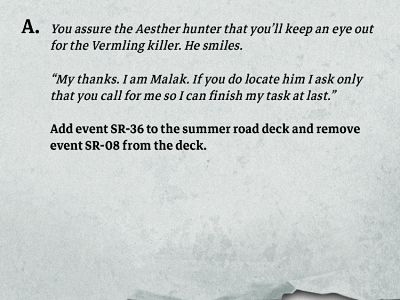 A. You assure the Aesther hunter that you’ll keep an eye out
for the Vermling killer. He smiles.
“My thanks. I am Malak. If you do locate him I ask only
that you call for me so I can finish my task at last.”
Add event SR-36 to the summer road deck and remove
event SR-08 from the deck.